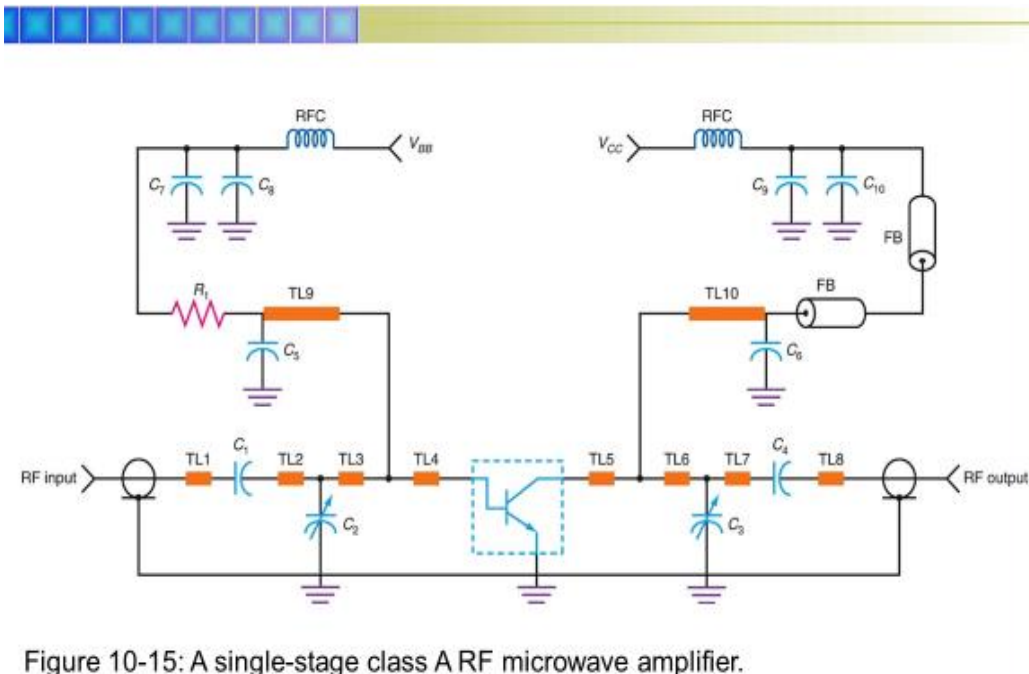 RFC
V_BB
V_CC
RFC
C7
C8
C9
C10
FB
R1
TL9
TL10
FB
C5
C6
RF input
TL1
C1
TL2
TL3
TL4
TL5
TL6
TL7
C4
TL8
RF output
C2
C3
Figure 10-15: A single-stage class A RF microwave amplifier.